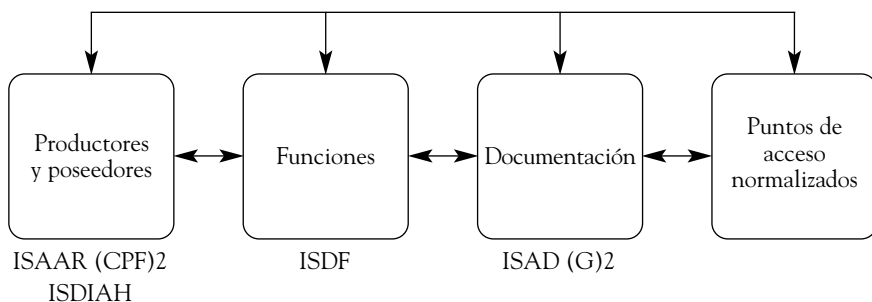 Productores
y poseedores
Funciones
Documentación
Puntos de
acceso
normalizados
ISAAR (CPF)2
ISDIAH
ISDF
ISAD (G)2